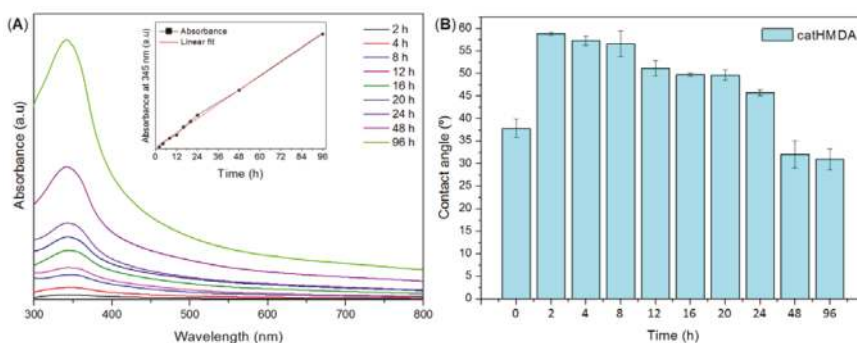 (A)
Absorbance (a.u)
Wavelength (nm)
300
400
500
600
700
800
Absorbance at 345 nm (a.u)
Absorbance
Linear fit
0 12 24 36 48 60 72 84 96
Time (h)
2 h
4 h
8 h
12 h
16 h
20 h
24 h
48 h
96 h
(B)
Contact angle (º)
60
55
50
45
40
35
30
25
20
15
10
5
0
catHMDA
0 2 4 8 12 16 20 24 48 96
Time (h)